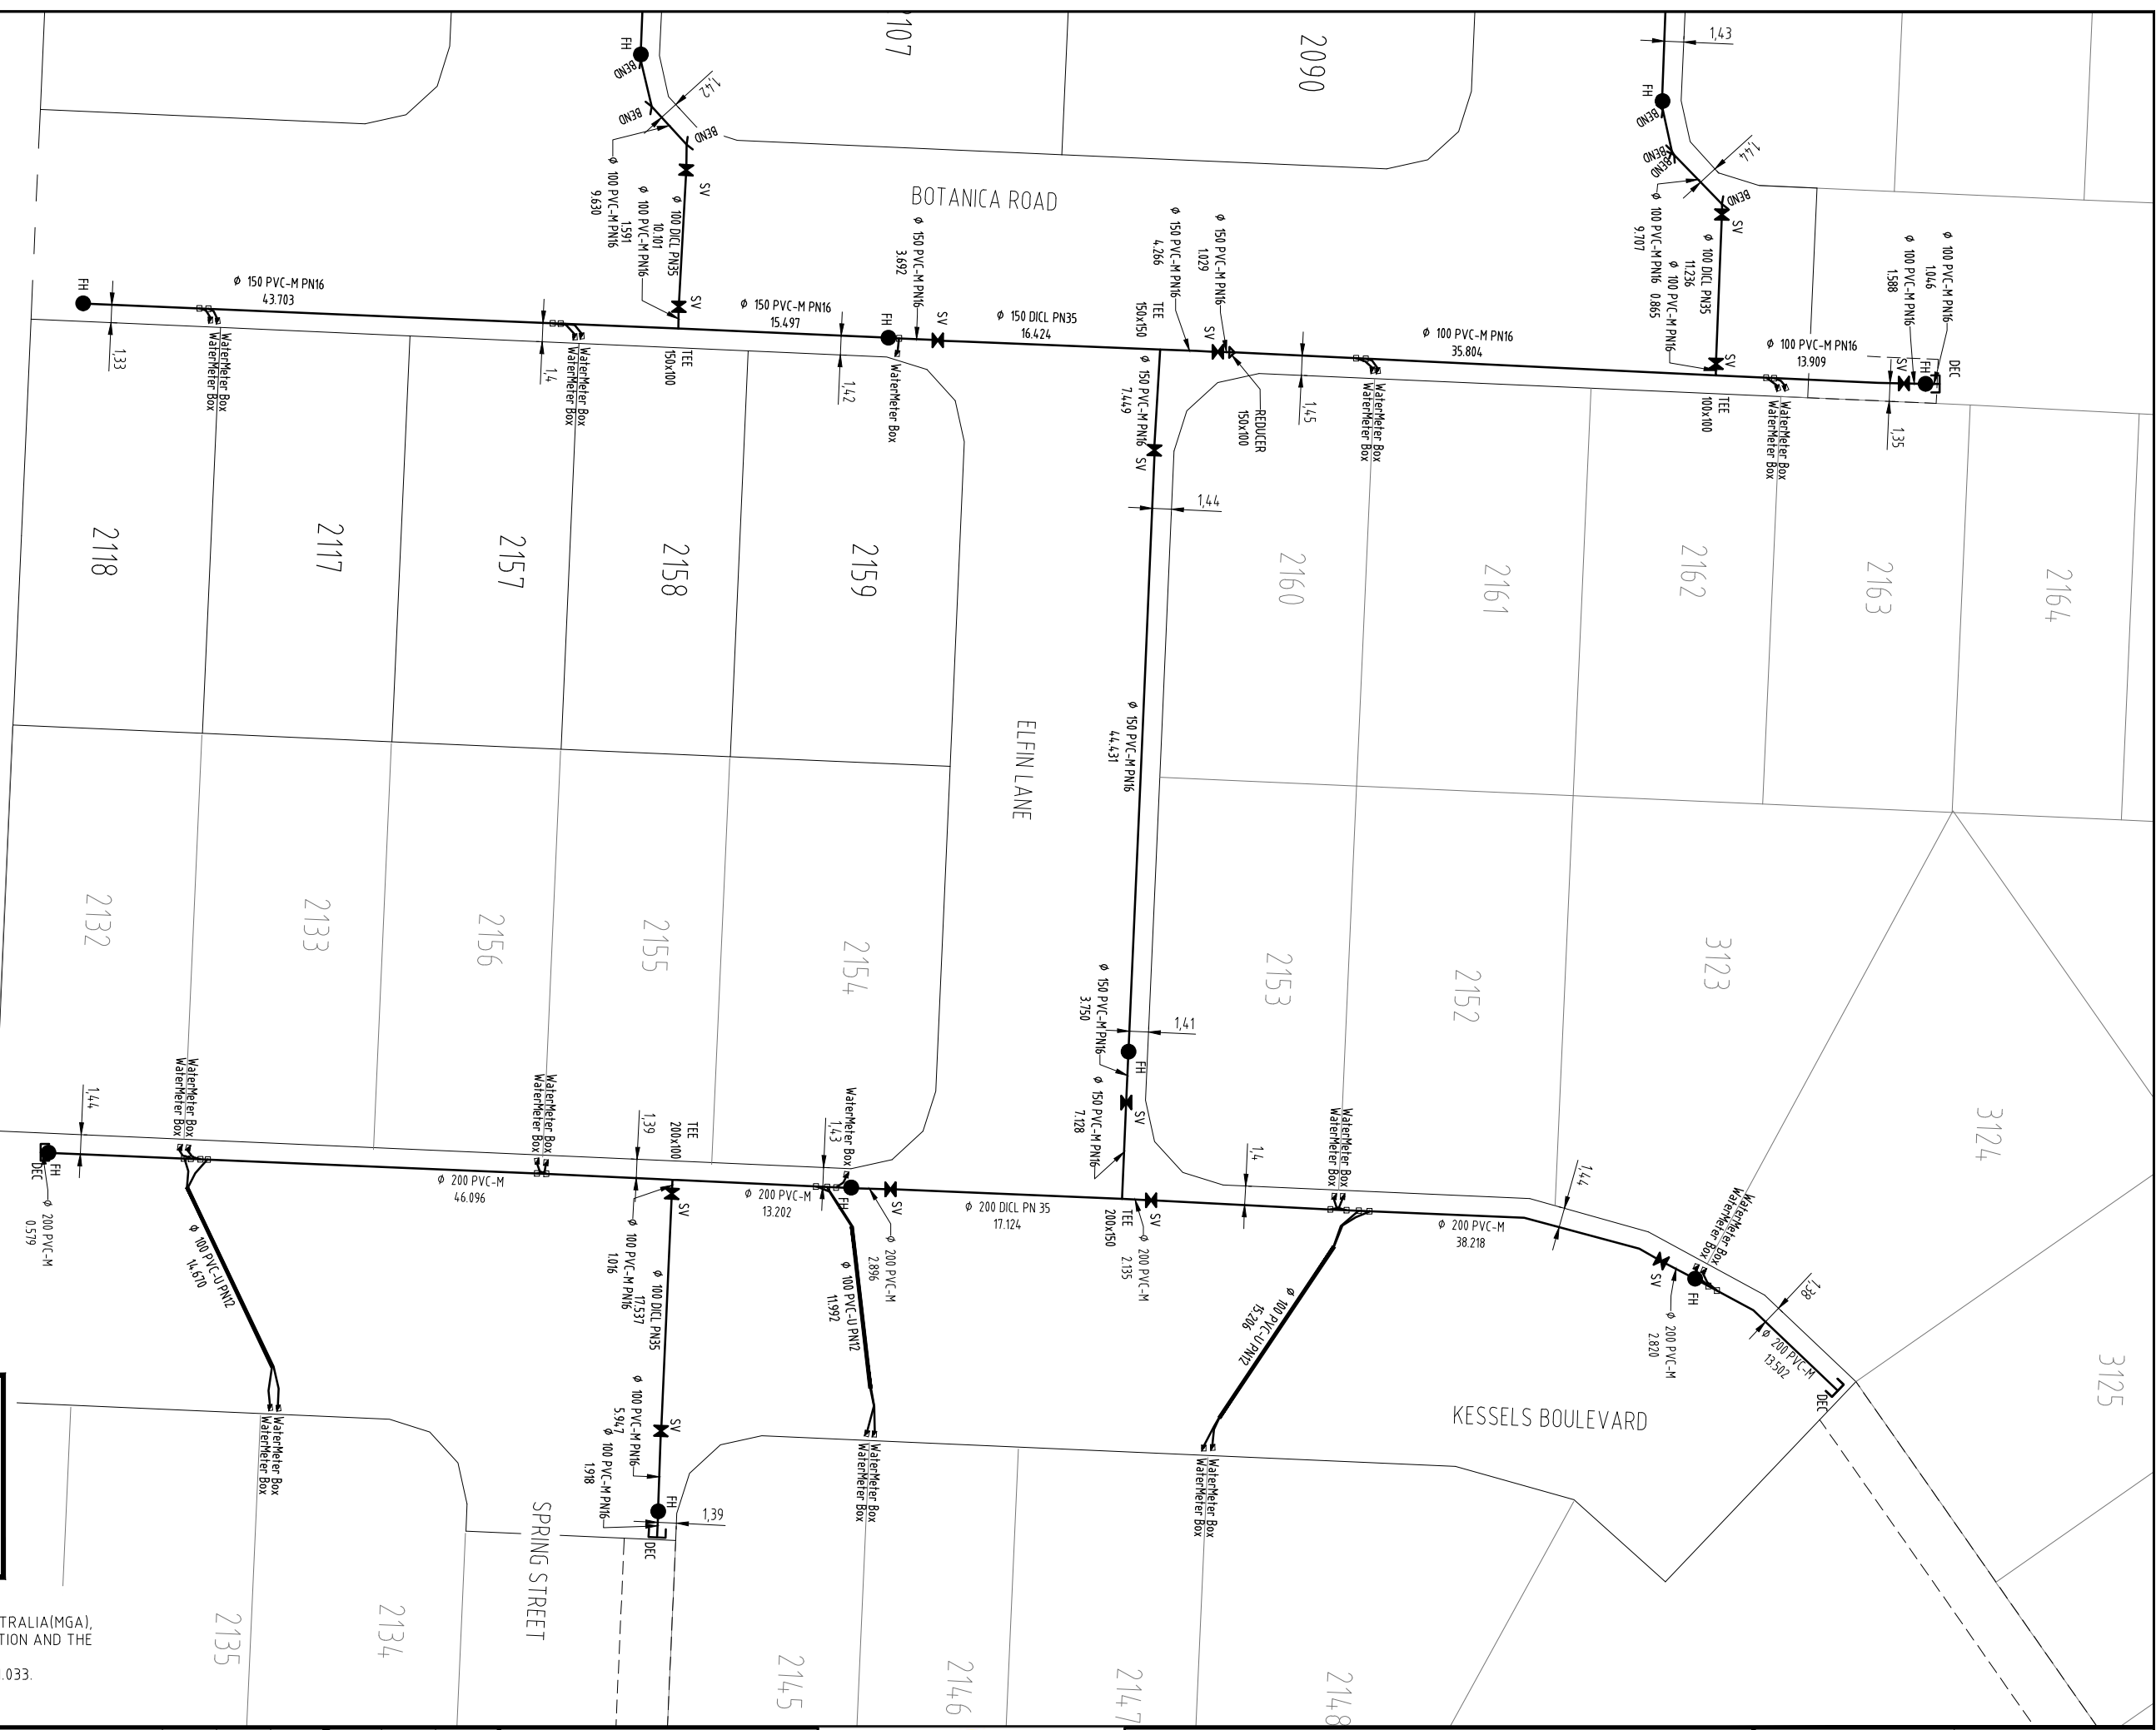 107
2090
1,43
FH
BEND
1,42
BEND
BEND
SV
Ø 100 DICL PN35
10.101
Ø 100 PVC-M PN16
1.591
Ø 100 PVC-M PN16
9.630
FH
BEND
1,44
BEND
BEND
BEND
SV
Ø 100 DICL PN35
11.236
Ø 100 PVC-M PN16 0.865
Ø 100 PVC-M PN16
9.707
BOTANICA ROAD
Ø 100 PVC-M PN16
1.046
Ø 100 PVC-M PN16
1.588
DEC
FH
SV
FH
Ø 150 PVC-M PN16
43.703
1,33
WaterMeter Box
WaterMeter Box
1,4
WaterMeter Box
WaterMeter Box
SV
TEE
150x100
Ø 150 PVC-M PN16
15.497
1,42
FH
WaterMeter Box
Ø 150 PVC-M PN16
3.692
SV
Ø 150 DICL PN35
16.424
TEE
150x150
Ø 150 PVC-M PN16
4.266
Ø 150 PVC-M PN16
1.029
SV
REDUCER
150x100
1,45
Ø 100 PVC-M PN16
35.804
WaterMeter Box
WaterMeter Box
SV
TEE
100x100
Ø 100 PVC-M PN16
13.909
WaterMeter Box
WaterMeter Box
1,35
Ø 150 PVC-M PN16
7.449
SV
1,44
2118
2117
2157
2158
2159
2160
2161
2162
2163
2164
ELFIN LANE
Ø 150 PVC-M PN16
44.431
2132
2133
2156
2155
2154
2153
2152
3123
3124
3125
Ø 150 PVC-M PN16
3.750
1,41
FH
SV
Ø 150 PVC-M PN16
7.128
1,44
FH
DEC
Ø 200 PVC-M
0.579
WaterMeter Box
WaterMeter Box
Ø 200 PVC-M
46.096
WaterMeter Box
WaterMeter Box
1,39
TEE
200x100
SV
Ø 200 PVC-M
13.202
1,43
WaterMeter Box
FH
SV
Ø 200 PVC-M
2.896
Ø 200 DICL PN 35
17.124
TEE
200x150
SV
Ø 200 PVC-M
2.135
1,4
WaterMeter Box
WaterMeter Box
Ø 200 PVC-M
38.218
1,44
WaterMeter Box
WaterMeter Box
SV
FH
Ø 200 PVC-M
2.820
1,38
Ø 200 PVC-M
13.502
DEC
Ø 100 PVC-U PN12
14.670
WaterMeter Box
WaterMeter Box
Ø 100 PVC-M PN16
1.016
Ø 100 DICL PN35
17.537
SV
Ø 100 PVC-M PN16
5.947
Ø 100 PVC-M PN16
1.918
FH
DEC
1,39
Ø 100 PVC-U PN12
11.992
WaterMeter Box
WaterMeter Box
Ø 100 PVC-U PN12
15.206
WaterMeter Box
WaterMeter Box
KESSELS BOULEVARD
SPRING STREET
2135
2134
2145
2146
2147
2148
TRALIA(MGA),
TION AND THE
.033.